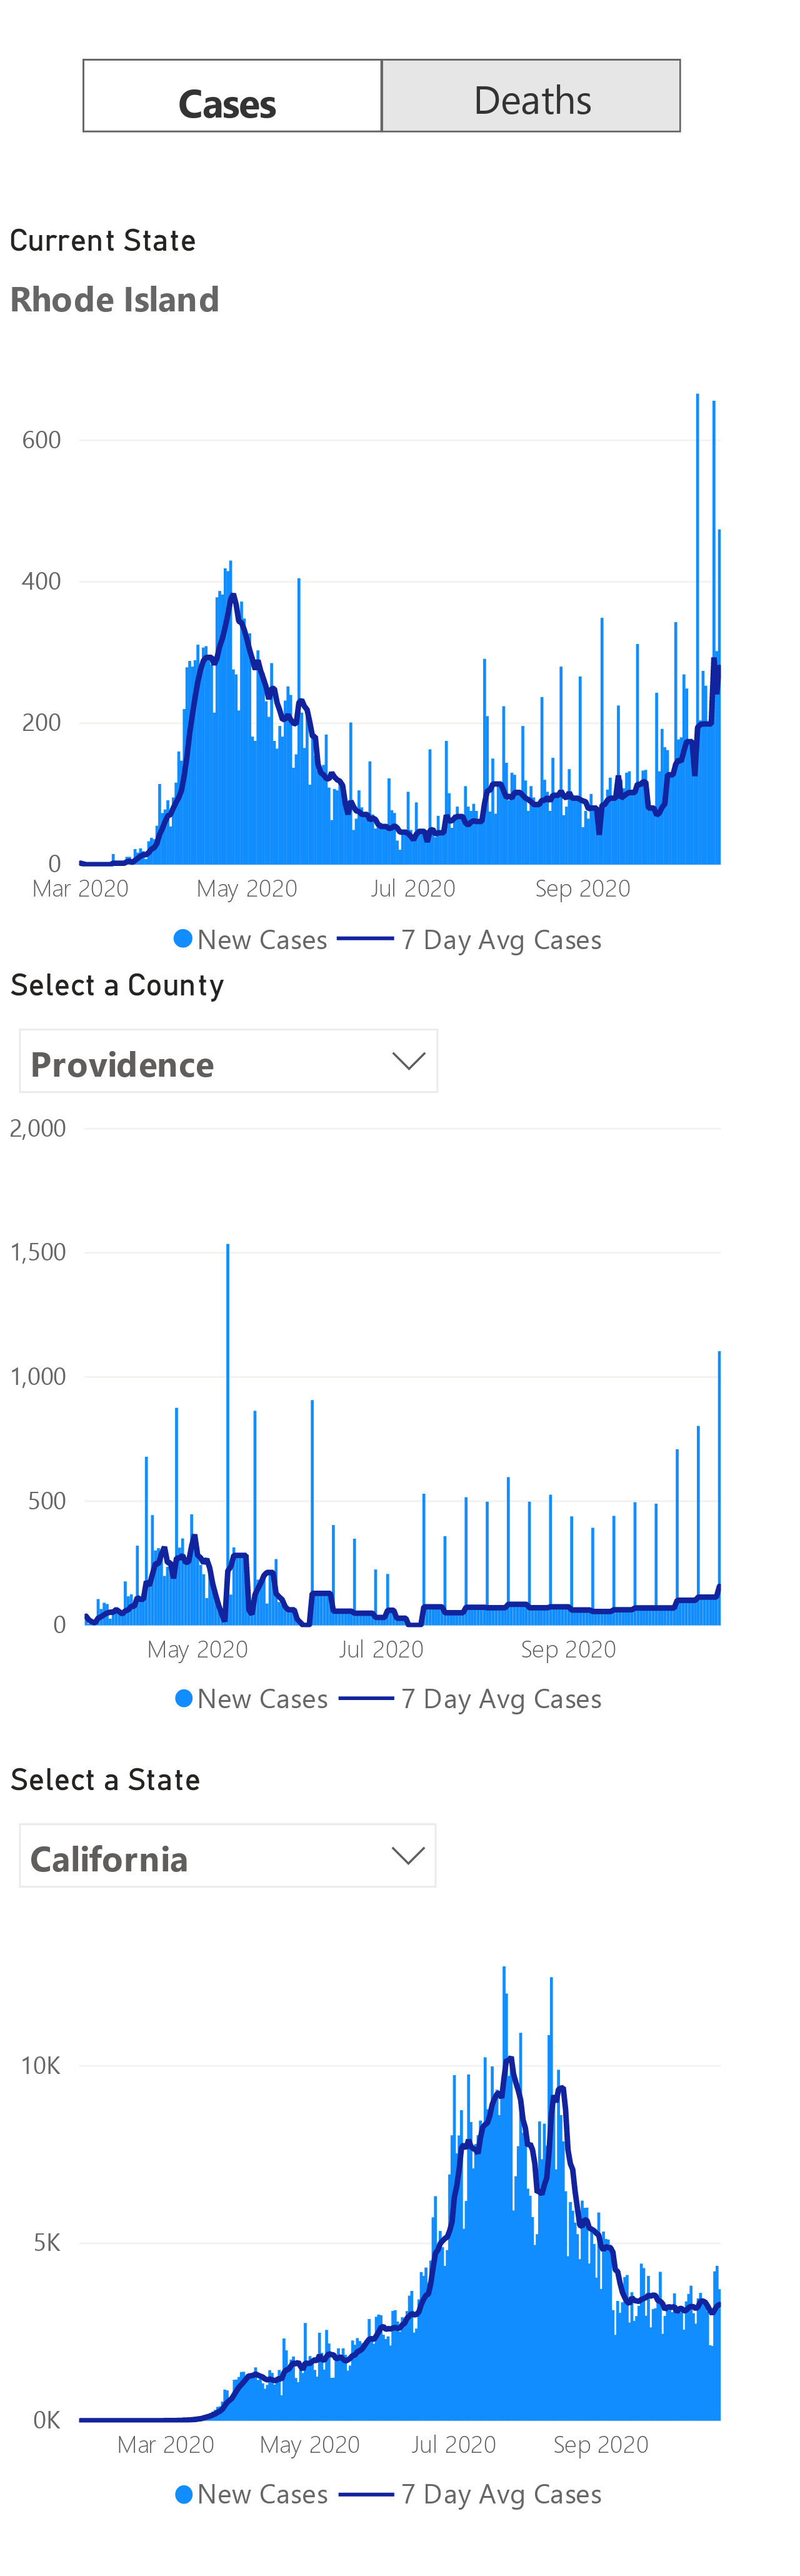 Cases Deaths
Current State
Rhode Island
600
400
200
0
Mar 2020 May 2020 Jul 2020 Sep 2020
New Cases 7 Day Avg Cases
Select a County
Providence
2,000
1,500
1,000
500
0
May 2020 Jul 2020 Sep 2020
New Cases 7 Day Avg Cases
Select a State
California
10K
5K
0K
Mar 2020 May 2020 Jul 2020 Sep 2020
New Cases 7 Day Avg Cases